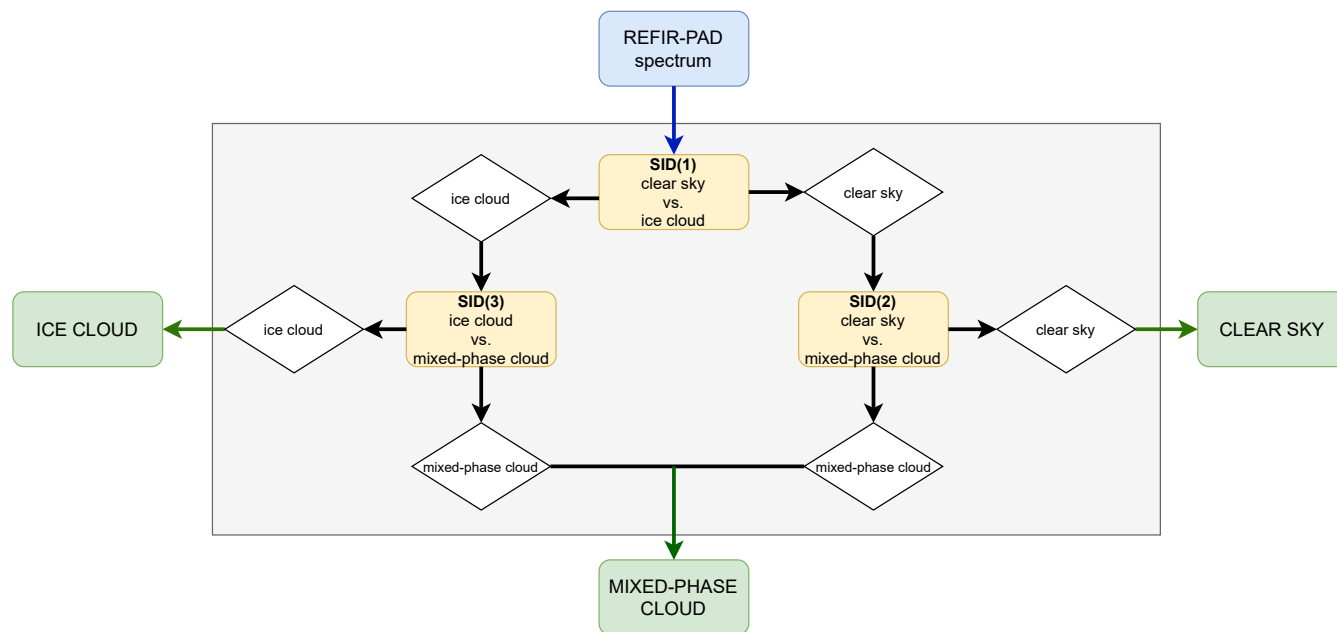 REFIR-PAD
spectrum
SID(1)
clear sky
vs.
ice cloud
ice cloud
clear sky
SID(3)
ice cloud
vs.
mixed-phase cloud
SID(2)
clear sky
vs.
mixed-phase cloud
ICE CLOUD
ice cloud
clear sky
CLEAR SKY
mixed-phase cloud
mixed-phase cloud
MIXED-PHASE
CLOUD